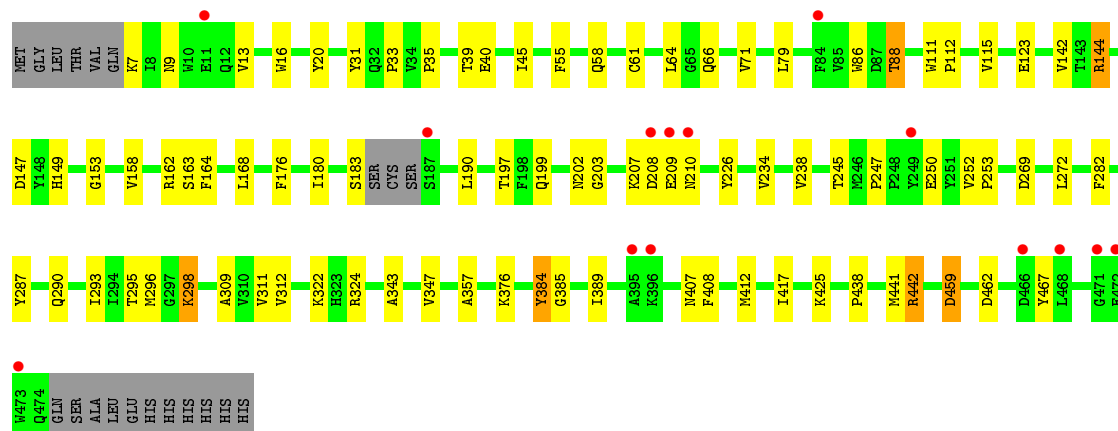 MET GLY LEU THR VAL GLN K7 I8 N9 W10 E11 Q12 V13 W16 Y20 Y31 Q32 P33 V34 P35 T39 E40 I45 F55 Q58 C61 L64 G65 Q66 V71 L79 F84 V85 W86 D87 T88 W111 P112 V115 E123 V142 T143 R144
D147 Y148 H149 G153 V158 R162 S163 F164 L168 F176 I180 S183 SER CYS SER S187 L190 T197 F198 Q199 N202 G203 K207 D208 E209 N210 Y226 V234 V238 T245 M246 P247 P248 Y249 E250 Y251 V252 P253 D269 L272 F282
Y287 Q290 I293 I294 T295 M296 G297 K298 A309 V310 V311 V312 K322 H323 R324 A343 V347 A357 K376 Y384 G385 I389 A395 K396 N407 F408 M412 I417 K425 P438 M441 R442 D459 D462 D466 Y467 L468 G471
W473 Q474 GLN SER ALA LEU GLU HIS HIS HIS HIS HIS HIS